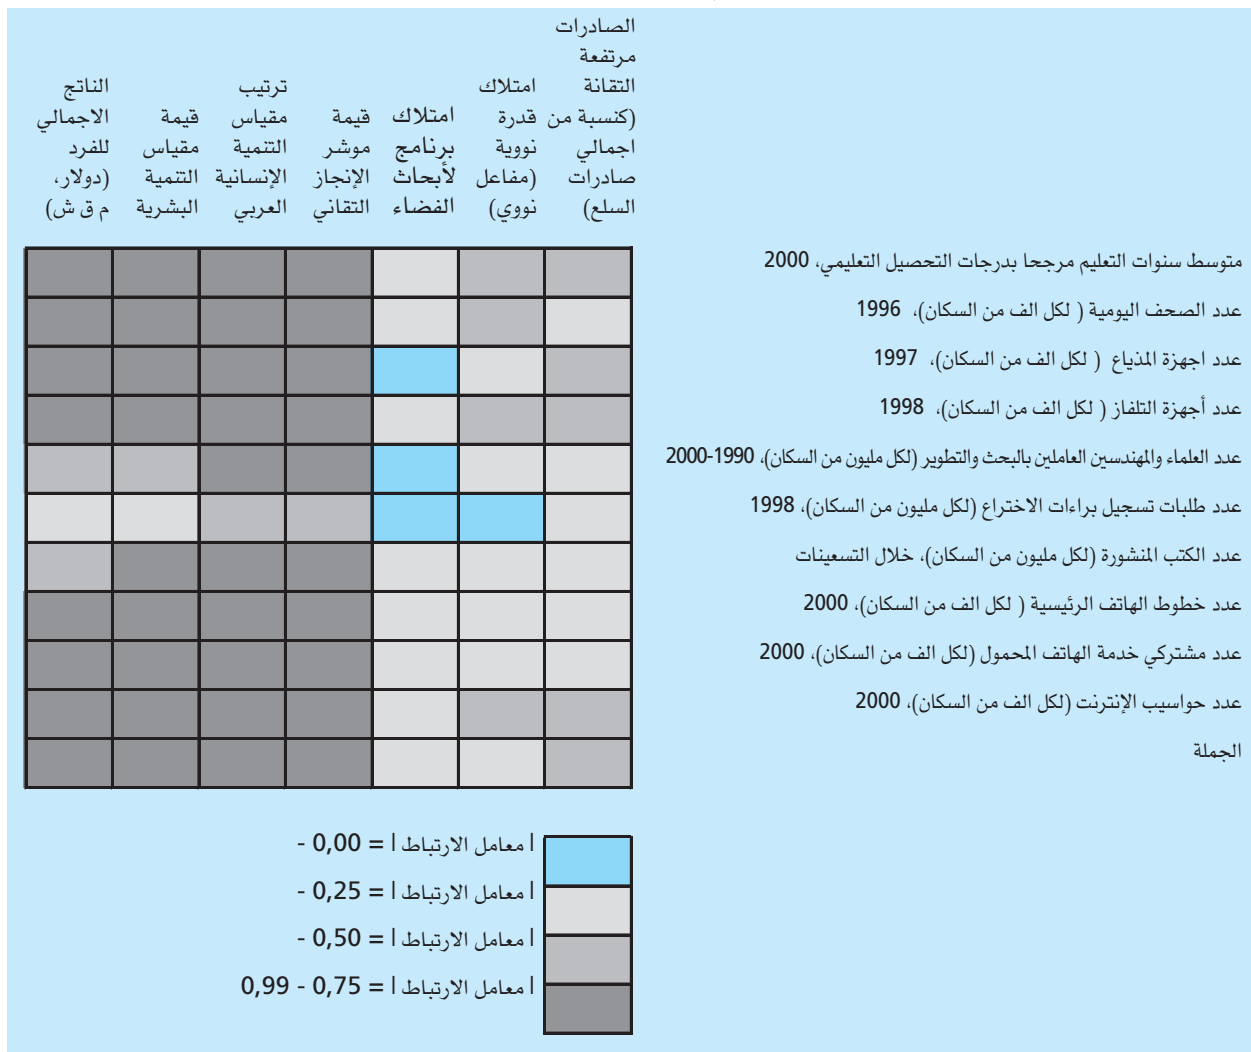 الصادرات
مرتفعة
التقانة
(كنسبة من
اجمالي
صادرات
السلع)
امتلاك
قدرة
نووية
(مفاعل
نووي)
امتلاك
برنامج
لأبحاث
الفضاء
قيمة
موشر
الإنجاز
التقاني
ترتيب
مقياس
التنمية
الإنسانية
العربي
قيمة
مقياس
التنمية
البشرية
الناتج
الاجمالي
للفرد
(دولار،
م ق ش)
متوسط سنوات التعليم مرجحا بدرجات التحصيل التعليمي، 2000
عدد الصحف اليومية ( لكل الف من السكان)، 1996
عدد اجهزة المذياع ( لكل الف من السكان)، 1997
عدد أجهزة التلفاز ( لكل الف من السكان)، 1998
عدد العلماء والمهندسين العاملين بالبحث والتطوير (لكل مليون من السكان)، 1990-2000
عدد طلبات تسجيل براءات الاختراع (لكل مليون من السكان)، 1998
عدد الكتب المنشورة (لكل مليون من السكان)، خلال التسعينات
عدد خطوط الهاتف الرئيسية ( لكل الف من السكان)، 2000
عدد مشتركي خدمة الهاتف المحمول (لكل الف من السكان)، 2000
عدد حواسيب الإنترنت (لكل الف من السكان)، 2000
الجملة
ا معامل الارتباط ا = 0,00 -
ا معامل الارتباط ا = 0,25 -
ا معامل الارتباط ا = 0,50 -
ا معامل الارتباط ا = 0,75 - 0,99